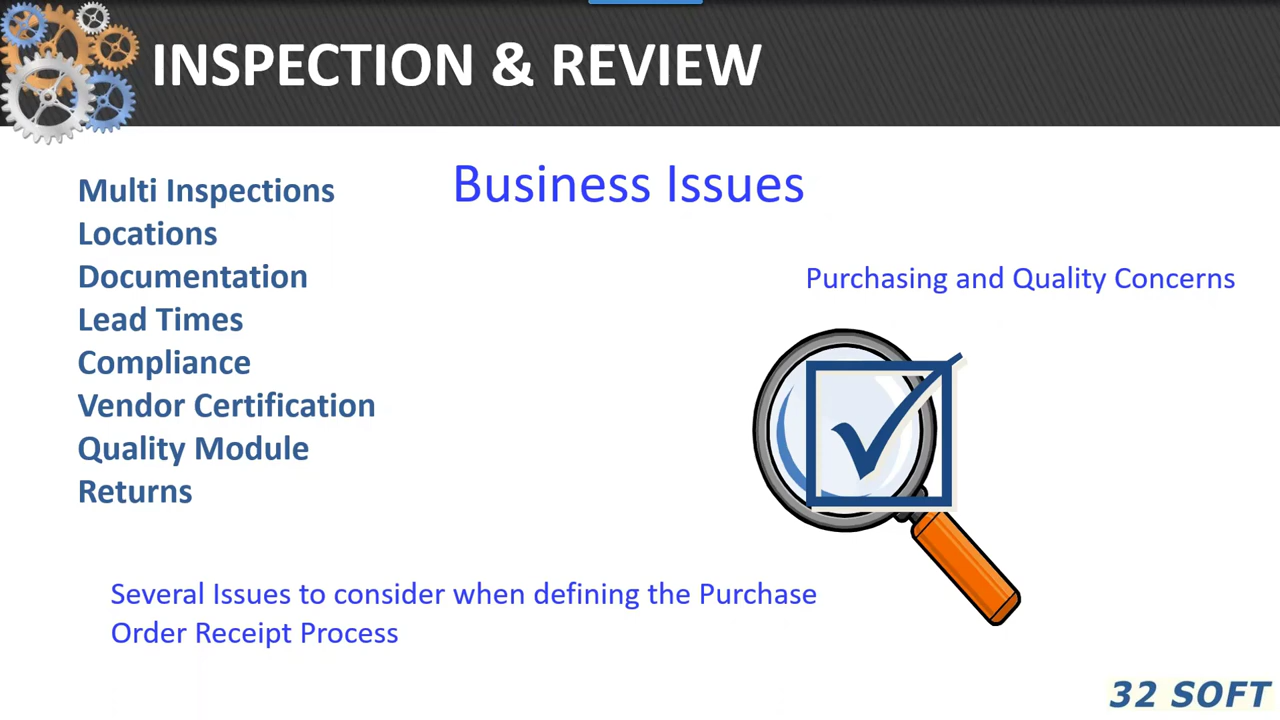 INSPECTION & REVIEW
Business Issues
Multi Inspections
Locations
Documentation
Lead Times
Compliance
Vendor Certification
Quality Module
Returns
Purchasing and Quality Concerns
Several Issues to consider when defining the Purchase
Order Receipt Process
32 SOFT